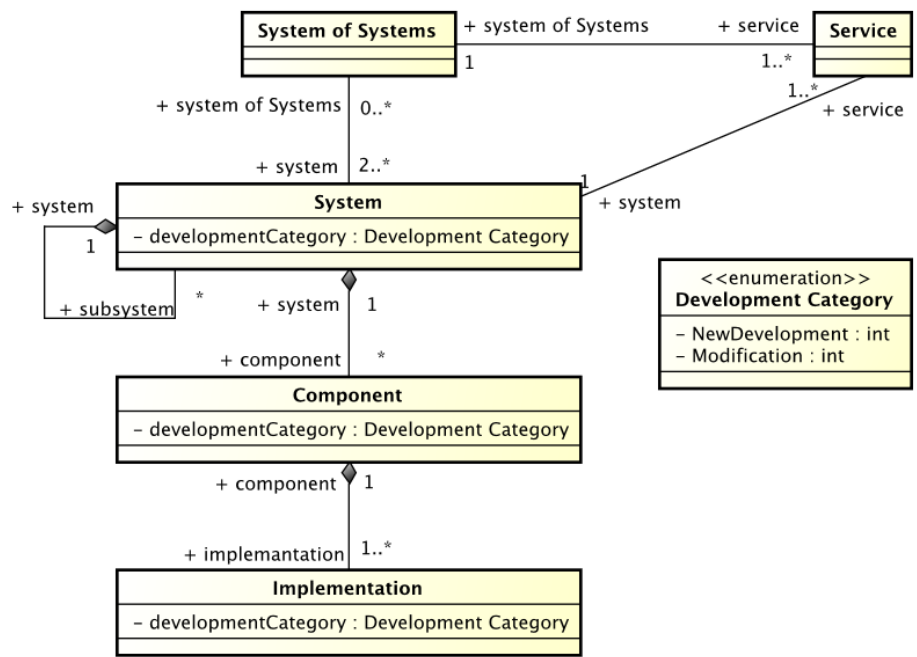 System of Systems
+ system of Systems
+ service
Service
1
1..*
+ system of Systems
0..*
1..*
+ service
+ system
2..*
1
+ system
System
+ system
- developmentCategory : Development Category
1
+ subsystem
*
+ system
1
<<enumeration>>
Development Category
- NewDevelopment : int
- Modification : int
+ component
*
Component
- developmentCategory : Development Category
+ component
1
+ implemantation
1..*
Implementation
- developmentCategory : Development Category